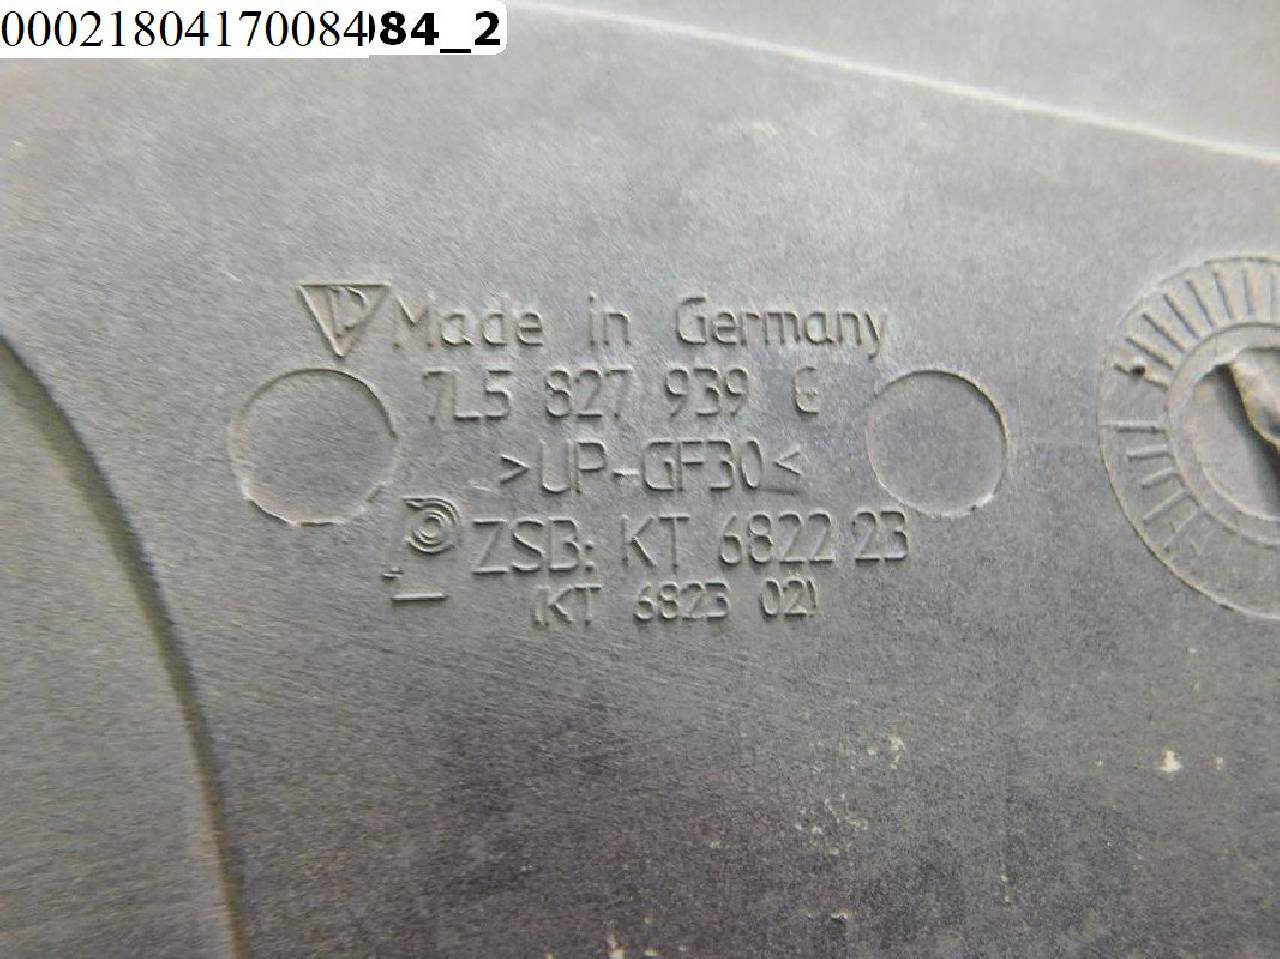 00021804170084084_2
Made in Germany
7L5 827 939 G
>UP-GF30<
ZSB: KT 6822 23
(KT 6823 02)